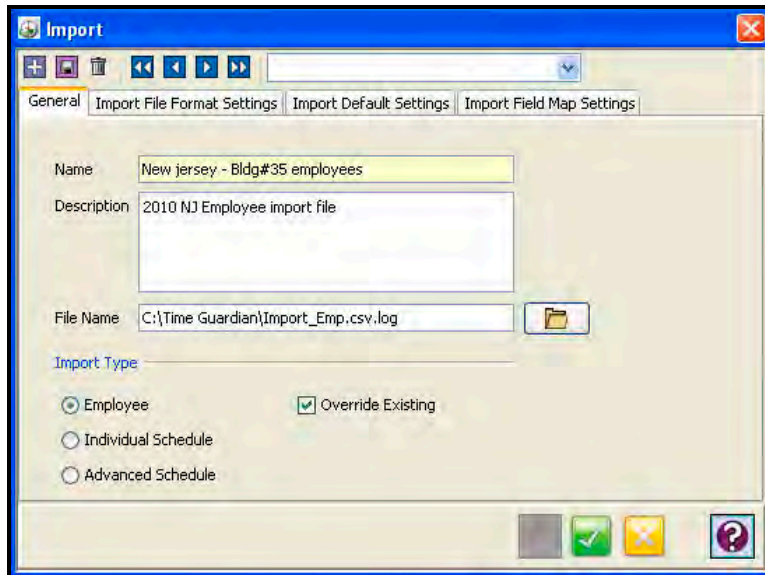 Import
General Import File Format Settings Import Default Settings Import Field Map Settings
Name New jersey - Bldg#35 employees
Description 2010 NJ Employee import file
File Name C:\Time Guardian\Import_Emp.csv.log
Import Type
Employee Override Existing
Individual Schedule
Advanced Schedule